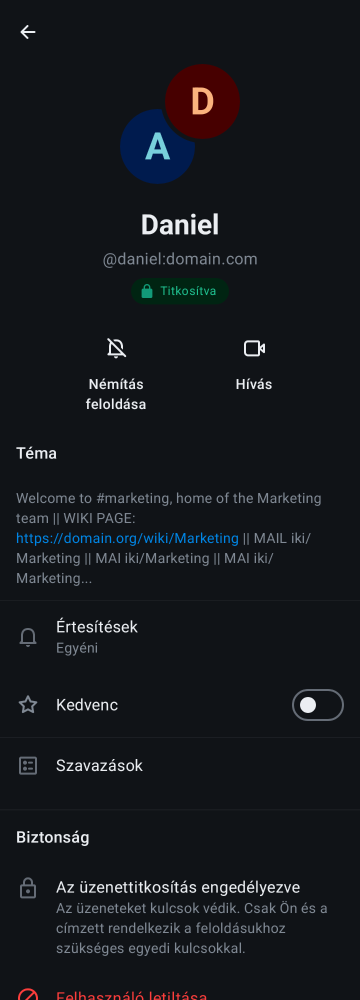 D
A
Daniel
@daniel:domain.com
Titkosítva
Némítás
feloldása
Hívás
Téma
Welcome to #marketing, home of the Marketing
team || WIKI PAGE:
https://domain.org/wiki/Marketing || MAIL iki/
Marketing || MAI iki/Marketing || MAI iki/
Marketing...
Értesítések
Egyéni
Kedvenc
Szavazások
Biztonság
Az üzenettitkosítás engedélyezve
Az üzeneteket kulcsok védik. Csak Ön és a
címzett rendelkezik a feloldásukhoz
szükséges egyedi kulcsokkal.
Felhasználó letiltása